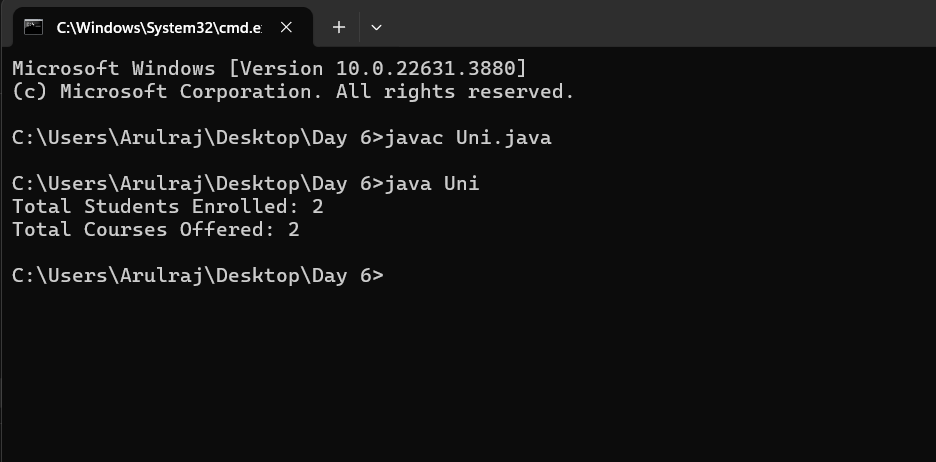 C:\Windows\System32\cmd.e
Microsoft Windows [Version 10.0.22631.3880]
(c) Microsoft Corporation. All rights reserved.
C:\Users\Arulraj\Desktop\Day 6>javac Uni.java
C:\Users\Arulraj\Desktop\Day 6>java Uni
Total Students Enrolled: 2
Total Courses Offered: 2
C:\Users\Arulraj\Desktop\Day 6>